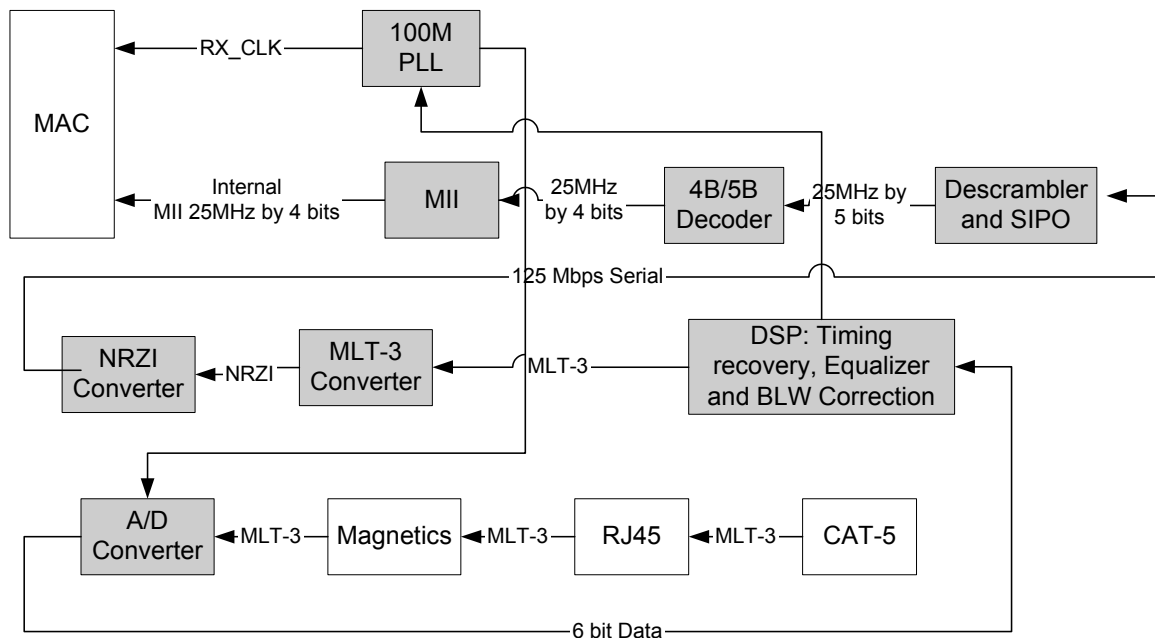 100M
PLL
RX_CLK
MAC
Internal
MII 25MHz by 4 bits
MII
25MHz
by 4 bits
4B/5B
Decoder
25MHz by
5 bits
Descrambler
and SIPO
125 Mbps Serial
NRZI
Converter
NRZI
MLT-3
Converter
MLT-3
DSP: Timing
recovery, Equalizer
and BLW Correction
A/D
Converter
MLT-3
Magnetics
MLT-3
RJ45
MLT-3
CAT-5
6 bit Data